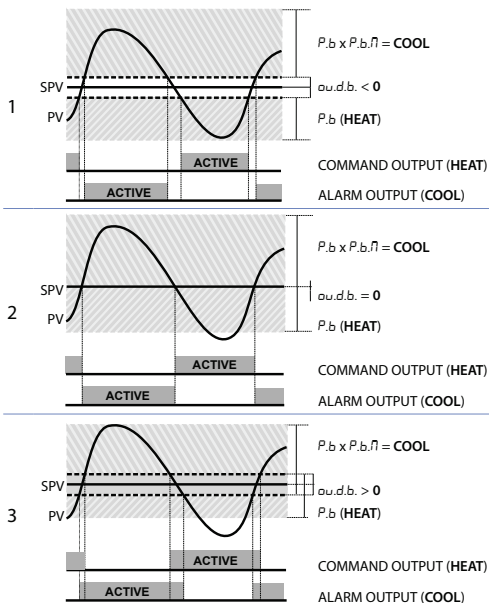 P.b x P.b.M = COOL
SPV
ou.d.b. < 0
1
PV
P.b (HEAT)
ACTIVE
COMMAND OUTPUT (HEAT)
ACTIVE
ALARM OUTPUT (COOL)
P.b x P.b.M = COOL
SPV
ou.d.b. = 0
2
PV
P.b (HEAT)
ACTIVE
COMMAND OUTPUT (HEAT)
ACTIVE
ALARM OUTPUT (COOL)
P.b x P.b.M = COOL
SPV
ou.d.b. > 0
3
PV
P.b (HEAT)
ACTIVE
COMMAND OUTPUT (HEAT)
ACTIVE
ALARM OUTPUT (COOL)